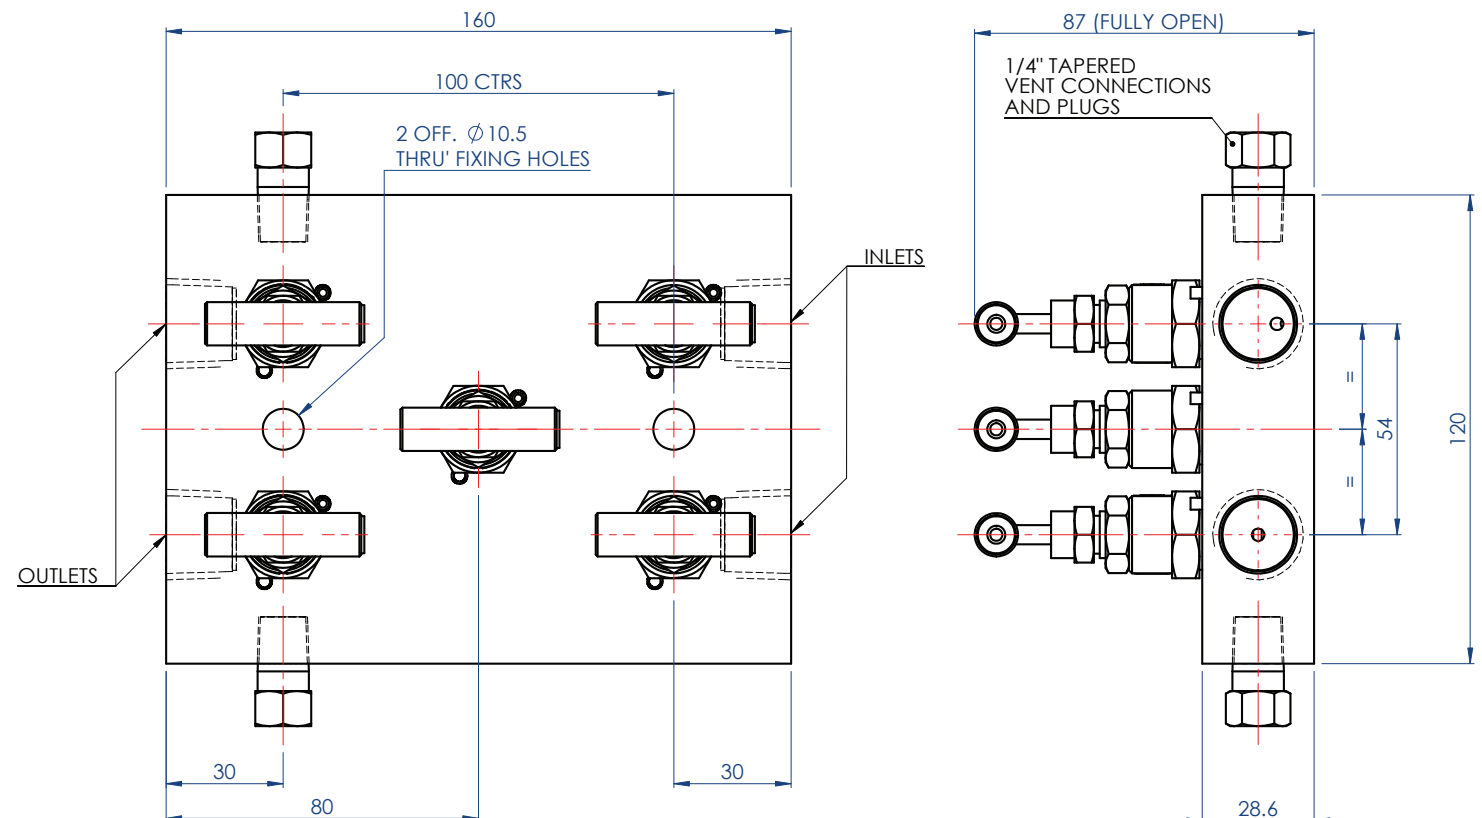 160
87 (FULLY OPEN)
100 CTRS
1/4" TAPERED
VENT CONNECTIONS
AND PLUGS
2 OFF. ∅10.5
THRU' FIXING HOLES
INLETS
=
54
120
=
OUTLETS
30
30
80
28.6